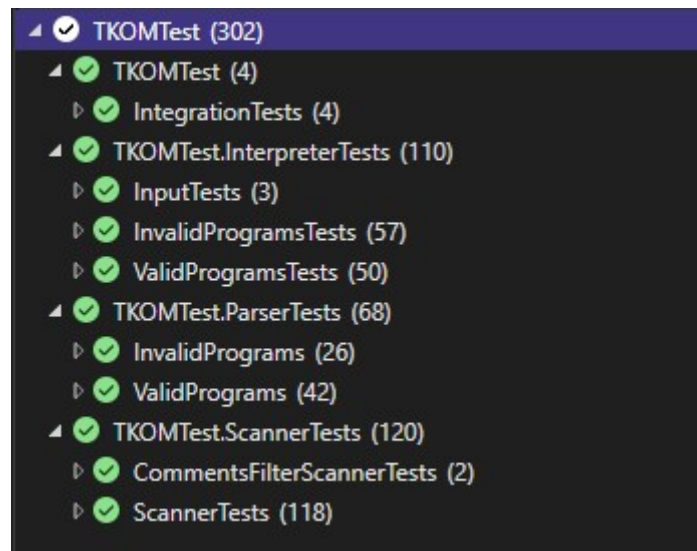 TKOMTest (302)
TKOMTest (4)
IntegrationTests (4)
TKOMTest.InterpreterTests (110)
InputTests (3)
InvalidProgramsTests (57)
ValidProgramsTests (50)
TKOMTest.ParserTests (68)
InvalidPrograms (26)
ValidPrograms (42)
TKOMTest.ScannerTests (120)
CommentsFilterScannerTests (2)
ScannerTests (118)